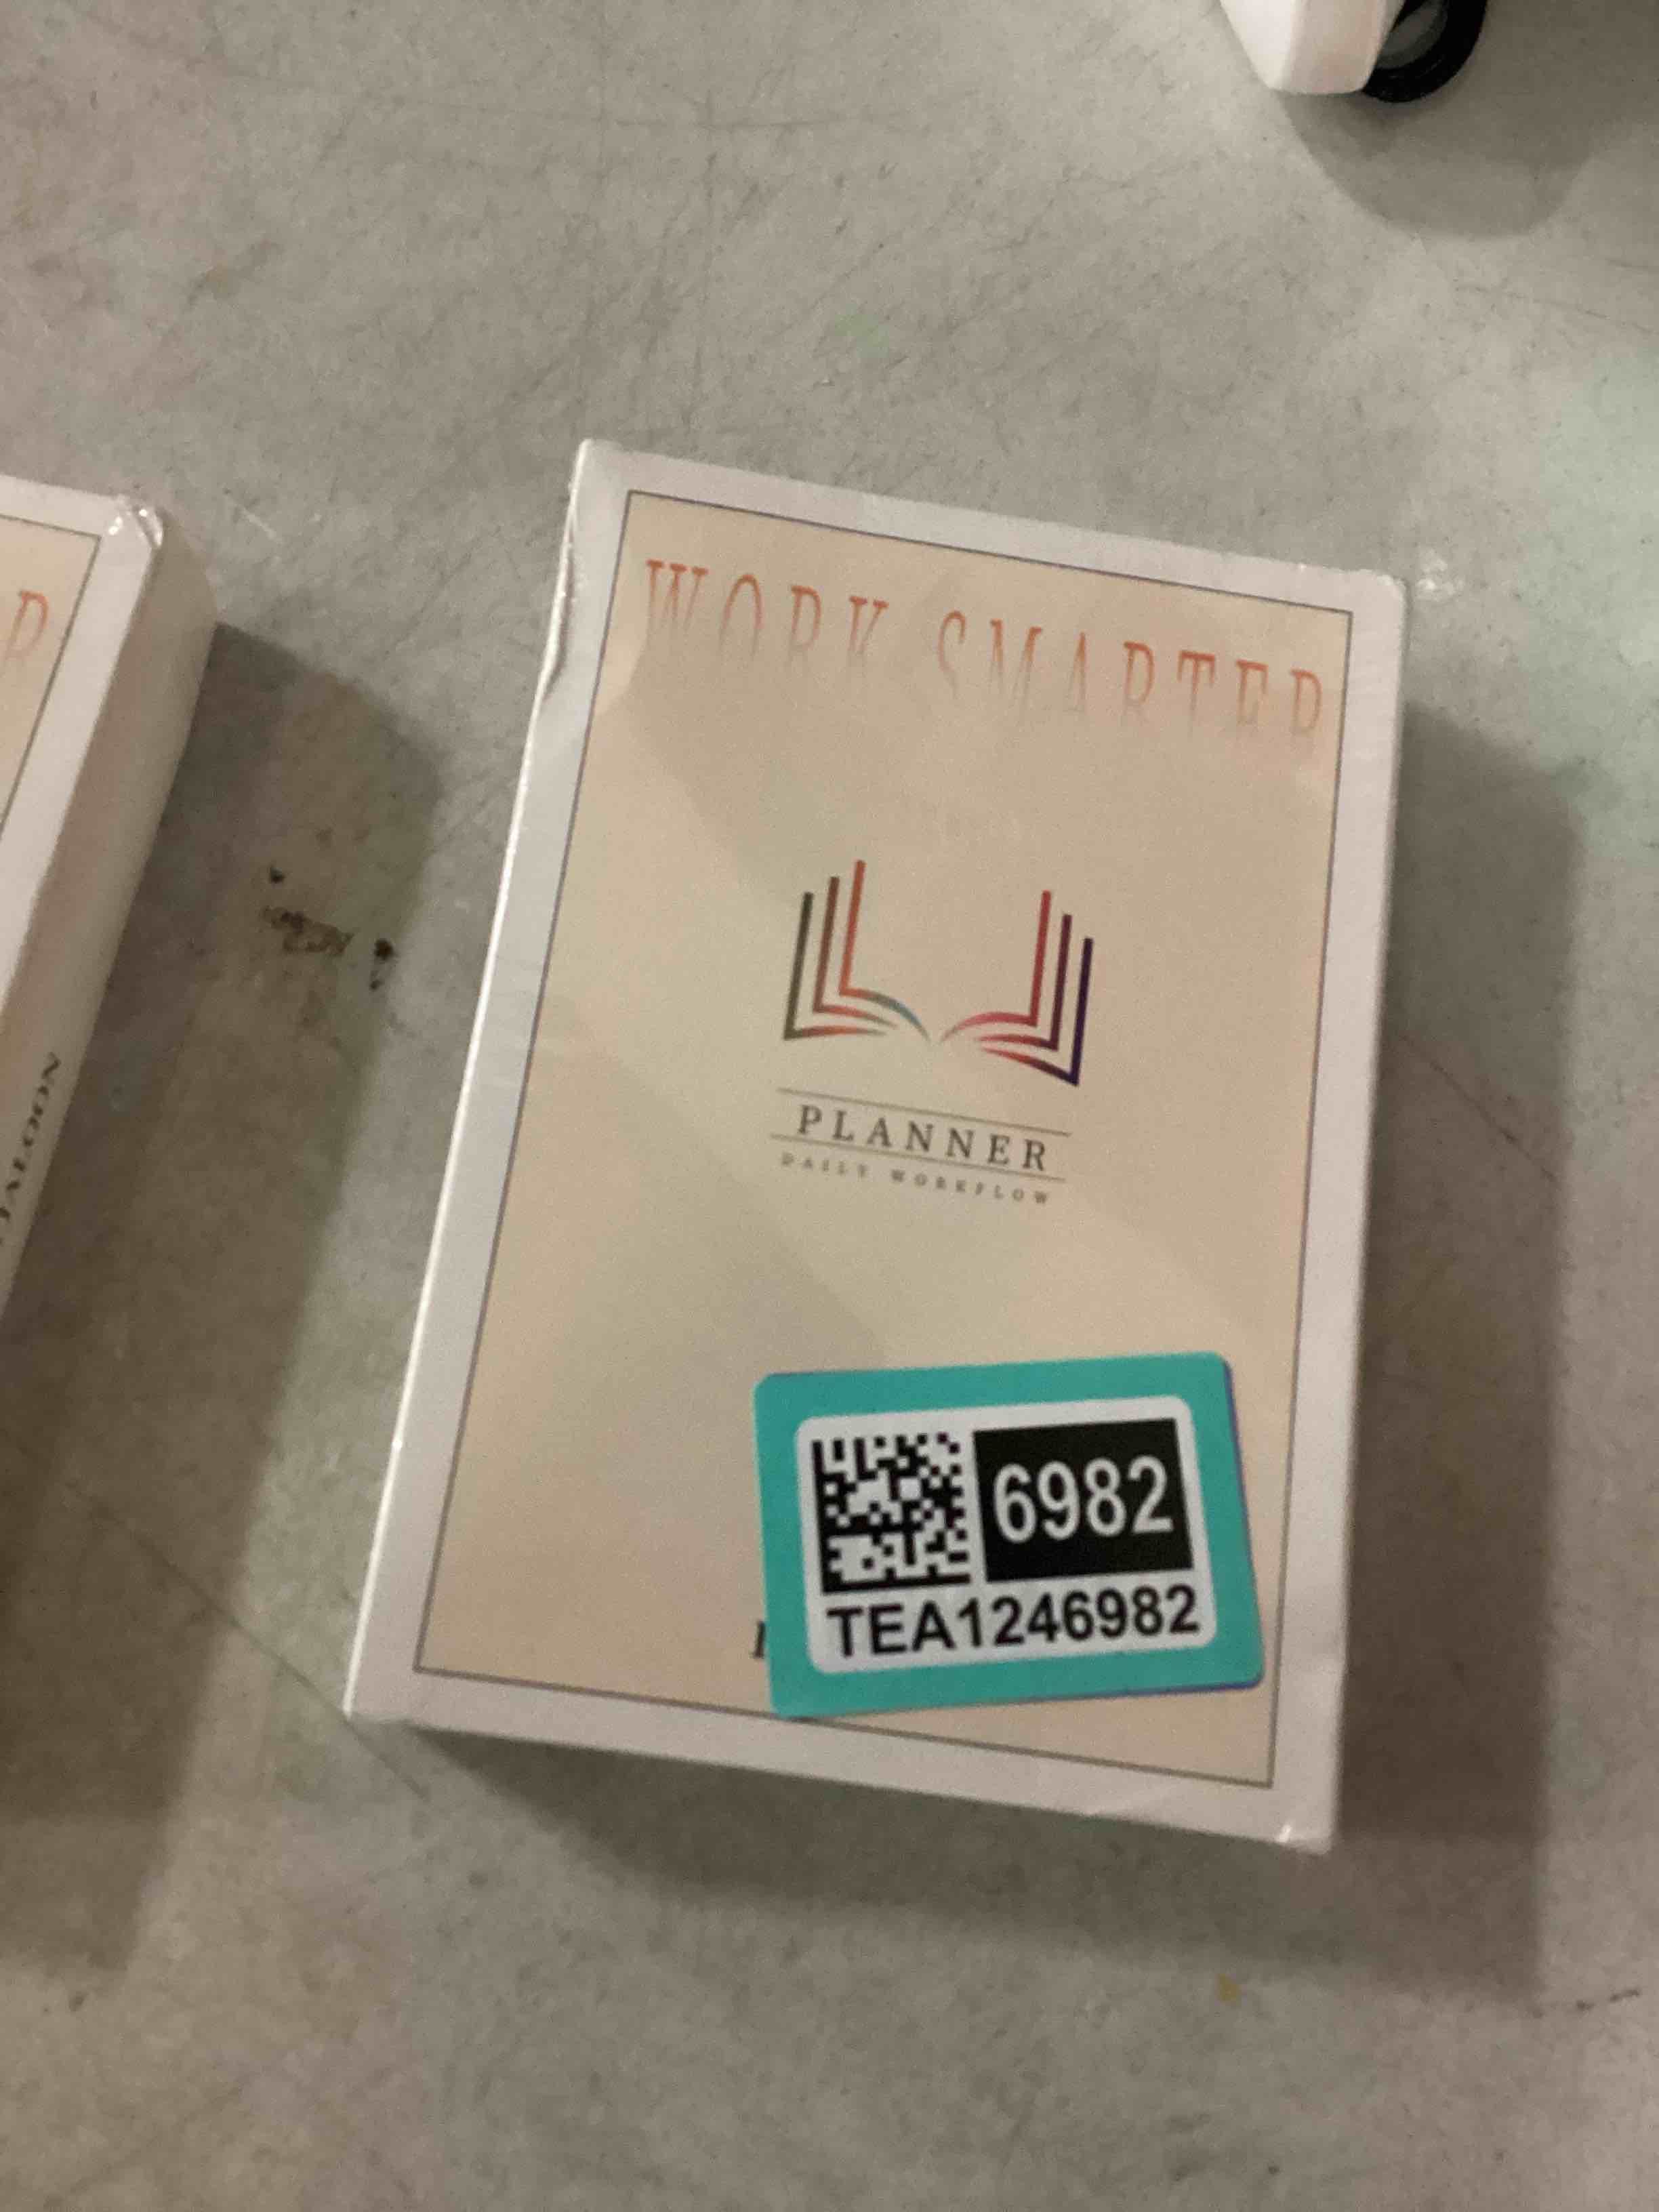 WORK SMARTER
PLANNER
DAILY WORKFLOW
6982
TEA1246982
R